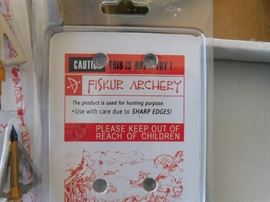 CAUTION THIS IS NOT A TOY !
FISKUR ARCHERY
The product is used for hunting purpose.
• Use with care due to SHARP EDGES!
PLEASE KEEP OUT OF
REACH OF CHILDREN